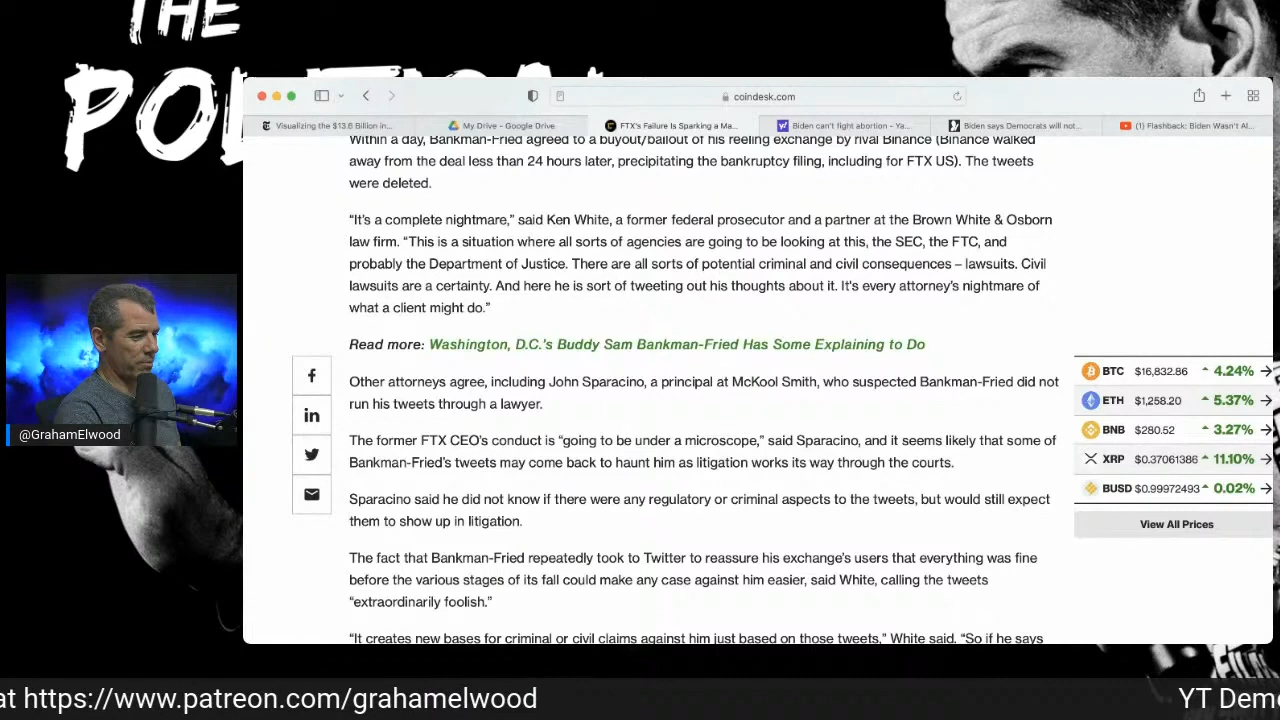 THE
POLITICAL
coindesk.com
Visualizing the $13.6 Billion in...
My Drive - Google Drive
FTX's Failure Is Sparking a Ma...
Biden can't fight abortion - Ya...
Biden says Democrats will not...
(1) Flashback: Biden Wasn't Al...
Within a day, Bankman-Fried agreed to a buyout/bailout of his reeling exchange by rival Binance (Binance walked
away from the deal less than 24 hours later, precipitating the bankruptcy filing, including for FTX US). The tweets
were deleted.
“It’s a complete nightmare,” said Ken White, a former federal prosecutor and a partner at the Brown White & Osborn
law firm. “This is a situation where all sorts of agencies are going to be looking at this, the SEC, the FTC, and
probably the Department of Justice. There are all sorts of potential criminal and civil consequences – lawsuits. Civil
lawsuits are a certainty. And here he is sort of tweeting out his thoughts about it. It's every attorney’s nightmare of
what a client might do.”
Read more: Washington, D.C.’s Buddy Sam Bankman-Fried Has Some Explaining to Do
Other attorneys agree, including John Sparacino, a principal at McKool Smith, who suspected Bankman-Fried did not
run his tweets through a lawyer.
The former FTX CEO’s conduct is “going to be under a microscope,” said Sparacino, and it seems likely that some of
Bankman-Fried’s tweets may come back to haunt him as litigation works its way through the courts.
Sparacino said he did not know if there were any regulatory or criminal aspects to the tweets, but would still expect
them to show up in litigation.
The fact that Bankman-Fried repeatedly took to Twitter to reassure his exchange’s users that everything was fine
before the various stages of its fall could make any case against him easier, said White, calling the tweets
“extraordinarily foolish.”
“It creates new bases for criminal or civil claims against him just based on those tweets,” White said. “So if he says
BTC $16,832.86 4.24%
ETH $1,258.20 5.37%
BNB $280.52 3.27%
XRP $0.37061386 11.10%
BUSD $0.99972493 0.02%
View All Prices
@GrahamElwood
at https://www.patreon.com/grahamelwood
YT Demo